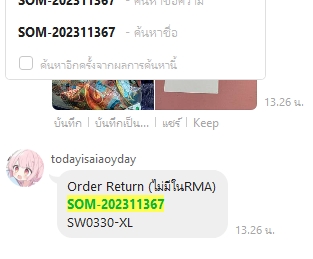 SOM-202311367 - ค้นหาข้อความ
SOM-202311367 - ค้นหาชื่อ
ค้นหาอีกครั้งจากผลการค้นหานี้
13.26 น.
บันทึก | บันทึกเป็น... | แชร์ | Keep
todayisaiaoyday
Order Return (ไม่มีในRMA)
SOM-202311367
SW0330-XL
13.26 น.